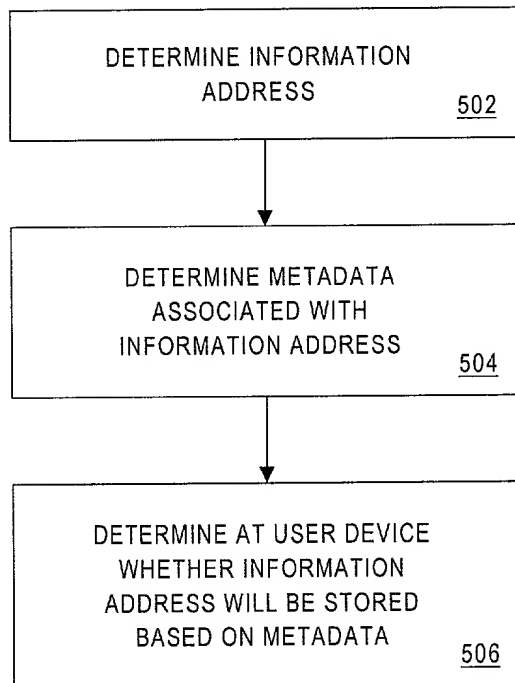 DETERMINE INFORMATION
ADDRESS
502
DETERMINE METADATA
ASSOCIATED WITH
INFORMATION ADDRESS
504
DETERMINE AT USER DEVICE
WHETHER INFORMATION
ADDRESS WILL BE STORED
BASED ON METADATA
506